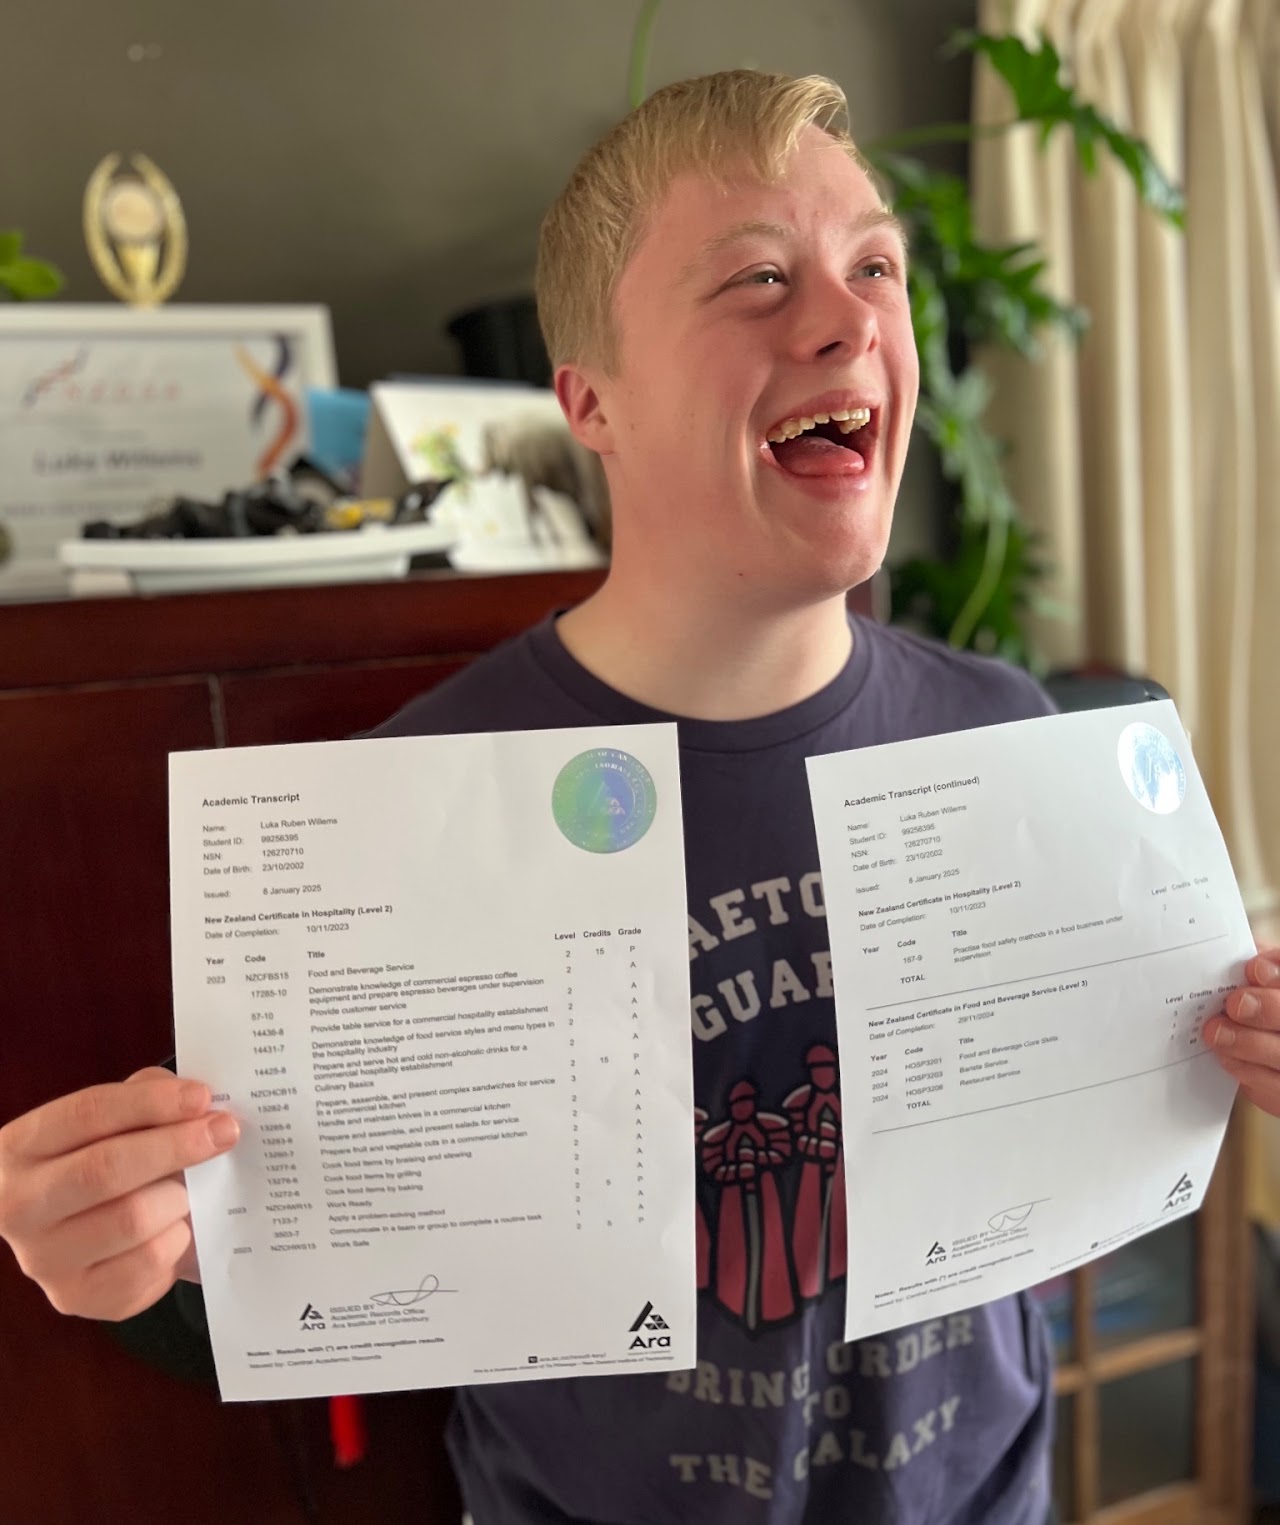 Luka Willems
Academic Transcript
Name: Luka Ruben Willems
Student ID: 99256395
NSN: 126270710
Date of Birth: 23/10/2002
Issued: 8 January 2025
New Zealand Certificate in Hospitality (Level 2)
Date of Completion: 10/11/2023
Year Code Title Level Credits Grade
2023 NZCFBS15 Food and Beverage Service 2 15 P
17285-10 Demonstrate knowledge of commercial espresso coffee
equipment and prepare espresso beverages under supervision 2 A
57-10 Provide customer service 2 A
14436-8 Provide table service for a commercial hospitality establishment 2 A
14431-7 Demonstrate knowledge of food service styles and menu types in
the hospitality industry 2 A
14425-8 Prepare and serve hot and cold non-alcoholic drinks for a
commercial hospitality establishment 2 A
2023 NZCHCB15 Culinary Basics 2 15 P
13282-6 Prepare, assemble, and present complex sandwiches for service
in a commercial kitchen 3 A
13285-6 Handle and maintain knives in a commercial kitchen 2 A
13283-6 Prepare and assemble, and present salads for service 2 A
Prepare fruit and vegetable cuts in a commercial kitchen 2 A
13277-6 Cook food items by braising and stewing 2 A
13276-6 Cook food items by grilling 2 A
13272-6 Cook food items by baking 2 A
2023 NZCHWR15 Work Ready 2 5 P
7123-7 Apply a problem-solving method 2 A
3503-7 Communicate in a team or group to complete a routine task 1 A
2023 NZCHWS15 Work Safe 2 5 P
Ara
ISSUED BY
Academic Records Office
Ara Institute of Canterbury
Notes: Results with (*) are credit recognition results
Issued by: Central Academic Records
Ara
Academic Transcript (continued)
Name: Luka Ruben Willems
Student ID: 99256395
NSN: 126270710
Date of Birth: 23/10/2002
Issued: 8 January 2025
New Zealand Certificate in Hospitality (Level 2)
Date of Completion: 10/11/2023
Year Code Title Level Credits Grade
167-9 Practise food safety methods in a food business under
supervision 2 A
TOTAL
New Zealand Certificate in Food and Beverage Service (Level 3)
Date of Completion: 20/11/2024
Year Code Title Level Credits Grade
2024 HOSP3201 Food and Beverage Core Skills
2024 HOSP3203 Barista Service
2024 HOSP3206 Restaurant Service
TOTAL
Ara
ISSUED BY
Academic Records Office
Ara Institute of Canterbury
Notes: Results with (*) are credit recognition results
Issued by: Central Academic Records
Ara
AETO
GUAR
BRING ORDER
TO
THE GALAXY